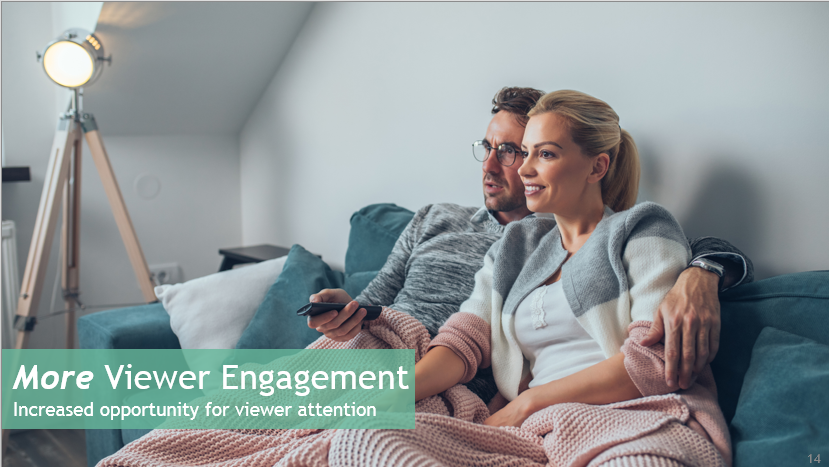 More Viewer Engagement
Increased opportunity for viewer attention
14